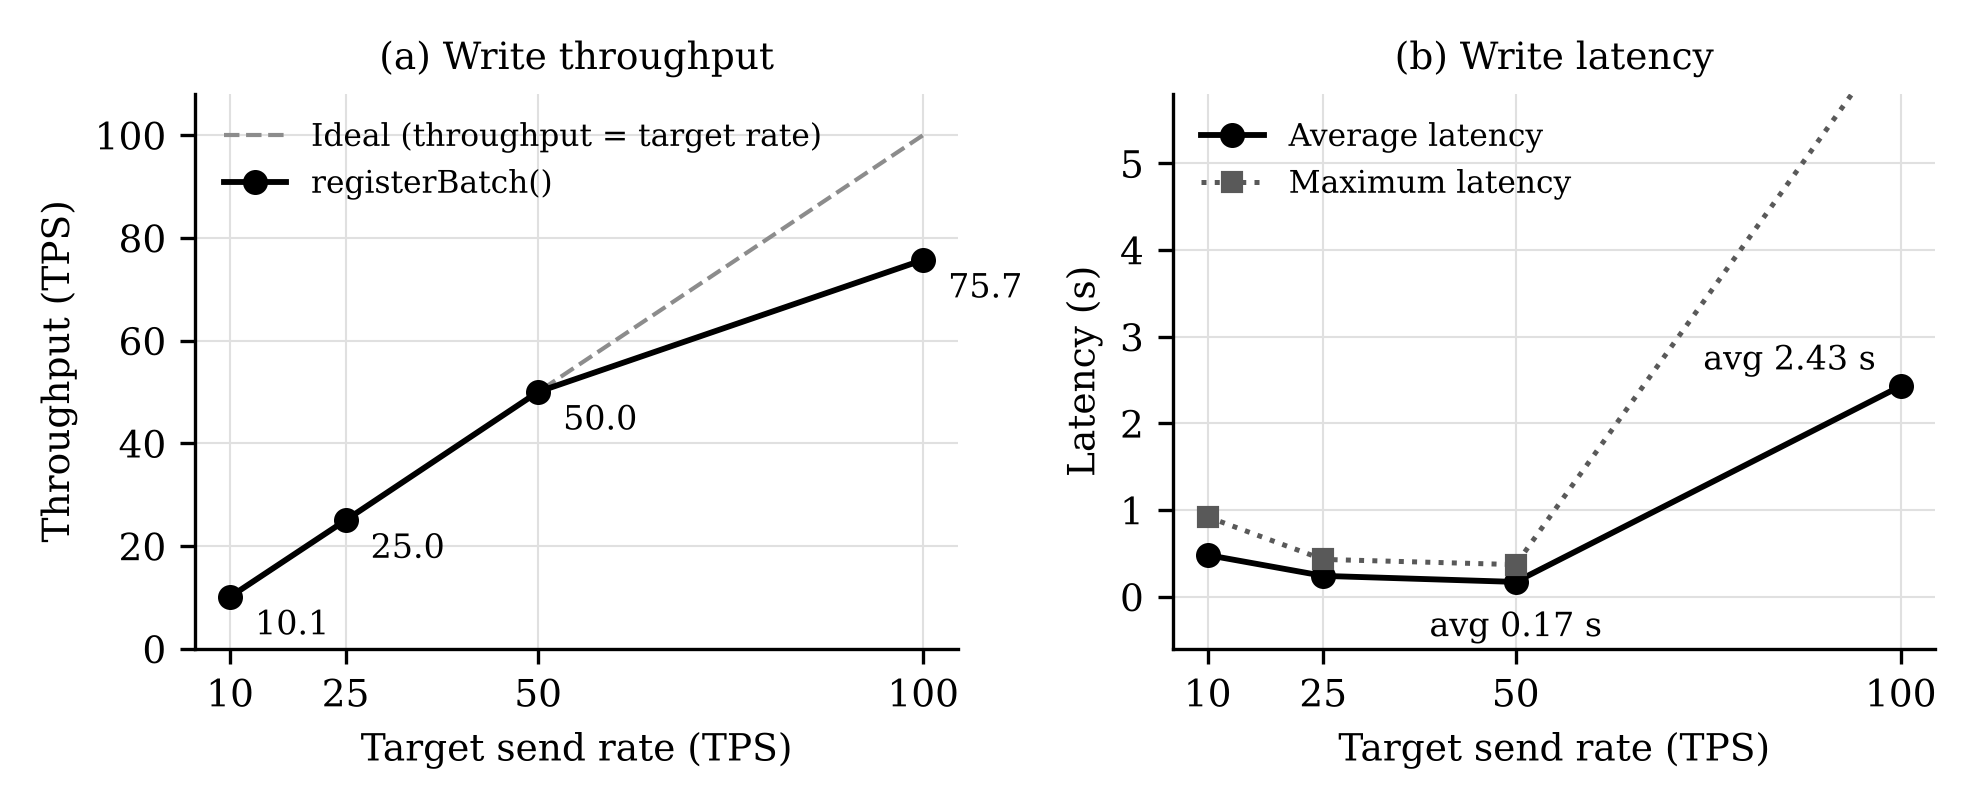 (a) Write throughput
Throughput (TPS)
100
80
60
40
20
0
Ideal (throughput = target rate)
registerBatch()
10.1
25.0
50.0
75.7
10 25 50 100
Target send rate (TPS)
(b) Write latency
Latency (s)
5
4
3
2
1
0
Average latency
Maximum latency
avg 2.43 s
avg 0.17 s
10 25 50 100
Target send rate (TPS)